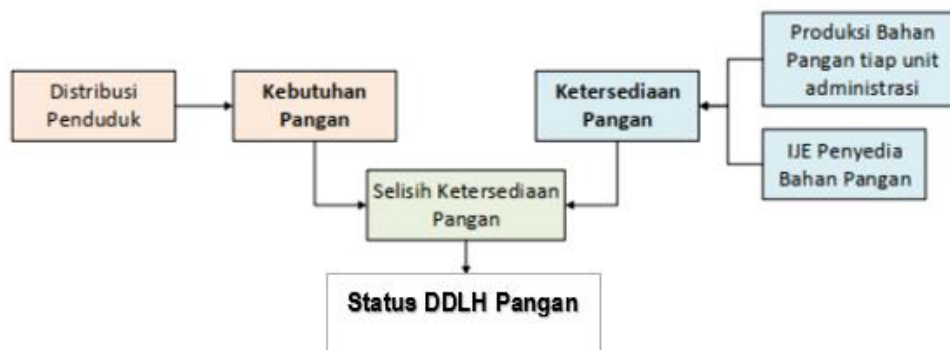 Distribusi
Penduduk
Kebutuhan
Pangan
Ketersediaan
Pangan
Produksi Bahan
Pangan tiap unit
administrasi
IJE Penyedia
Bahan Pangan
Selisih Ketersediaan
Pangan
Status DDLH Pangan